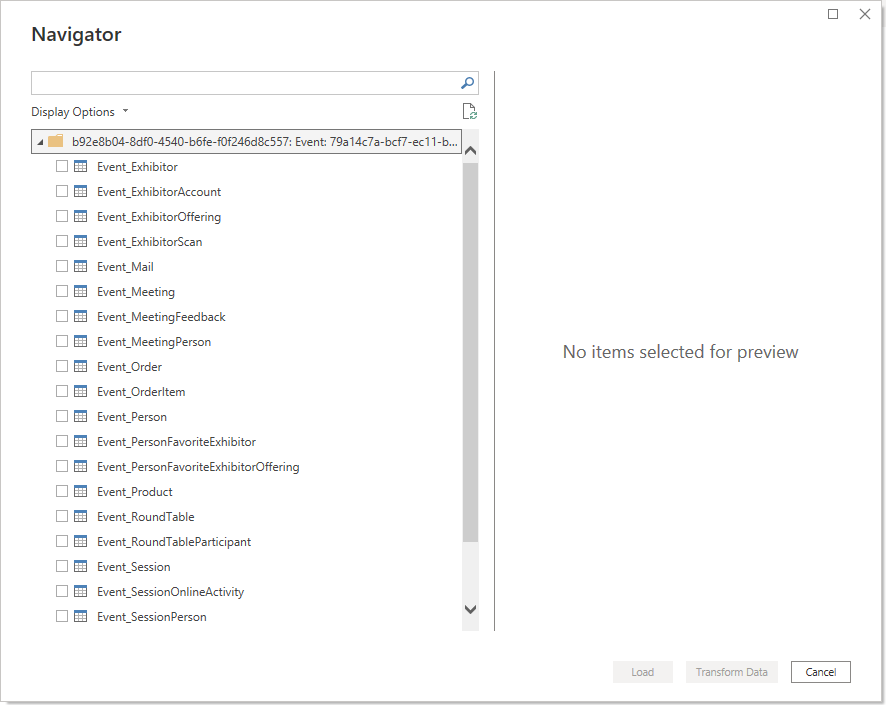 Navigator
Display Options
b92e8b04-8df0-4540-b6fe-f0f246d8c557: Event: 79a14c7a-bcf7-ec11-b...
Event_Exhibitor
Event_ExhibitorAccount
Event_ExhibitorOffering
Event_ExhibitorScan
Event_Mail
Event_Meeting
Event_MeetingFeedback
Event_MeetingPerson
Event_Order
Event_OrderItem
Event_Person
Event_PersonFavoriteExhibitor
Event_PersonFavoriteExhibitorOffering
Event_Product
Event_RoundTable
Event_RoundTableParticipant
Event_Session
Event_SessionOnlineActivity
Event_SessionPerson
No items selected for preview
Load
Transform Data
Cancel